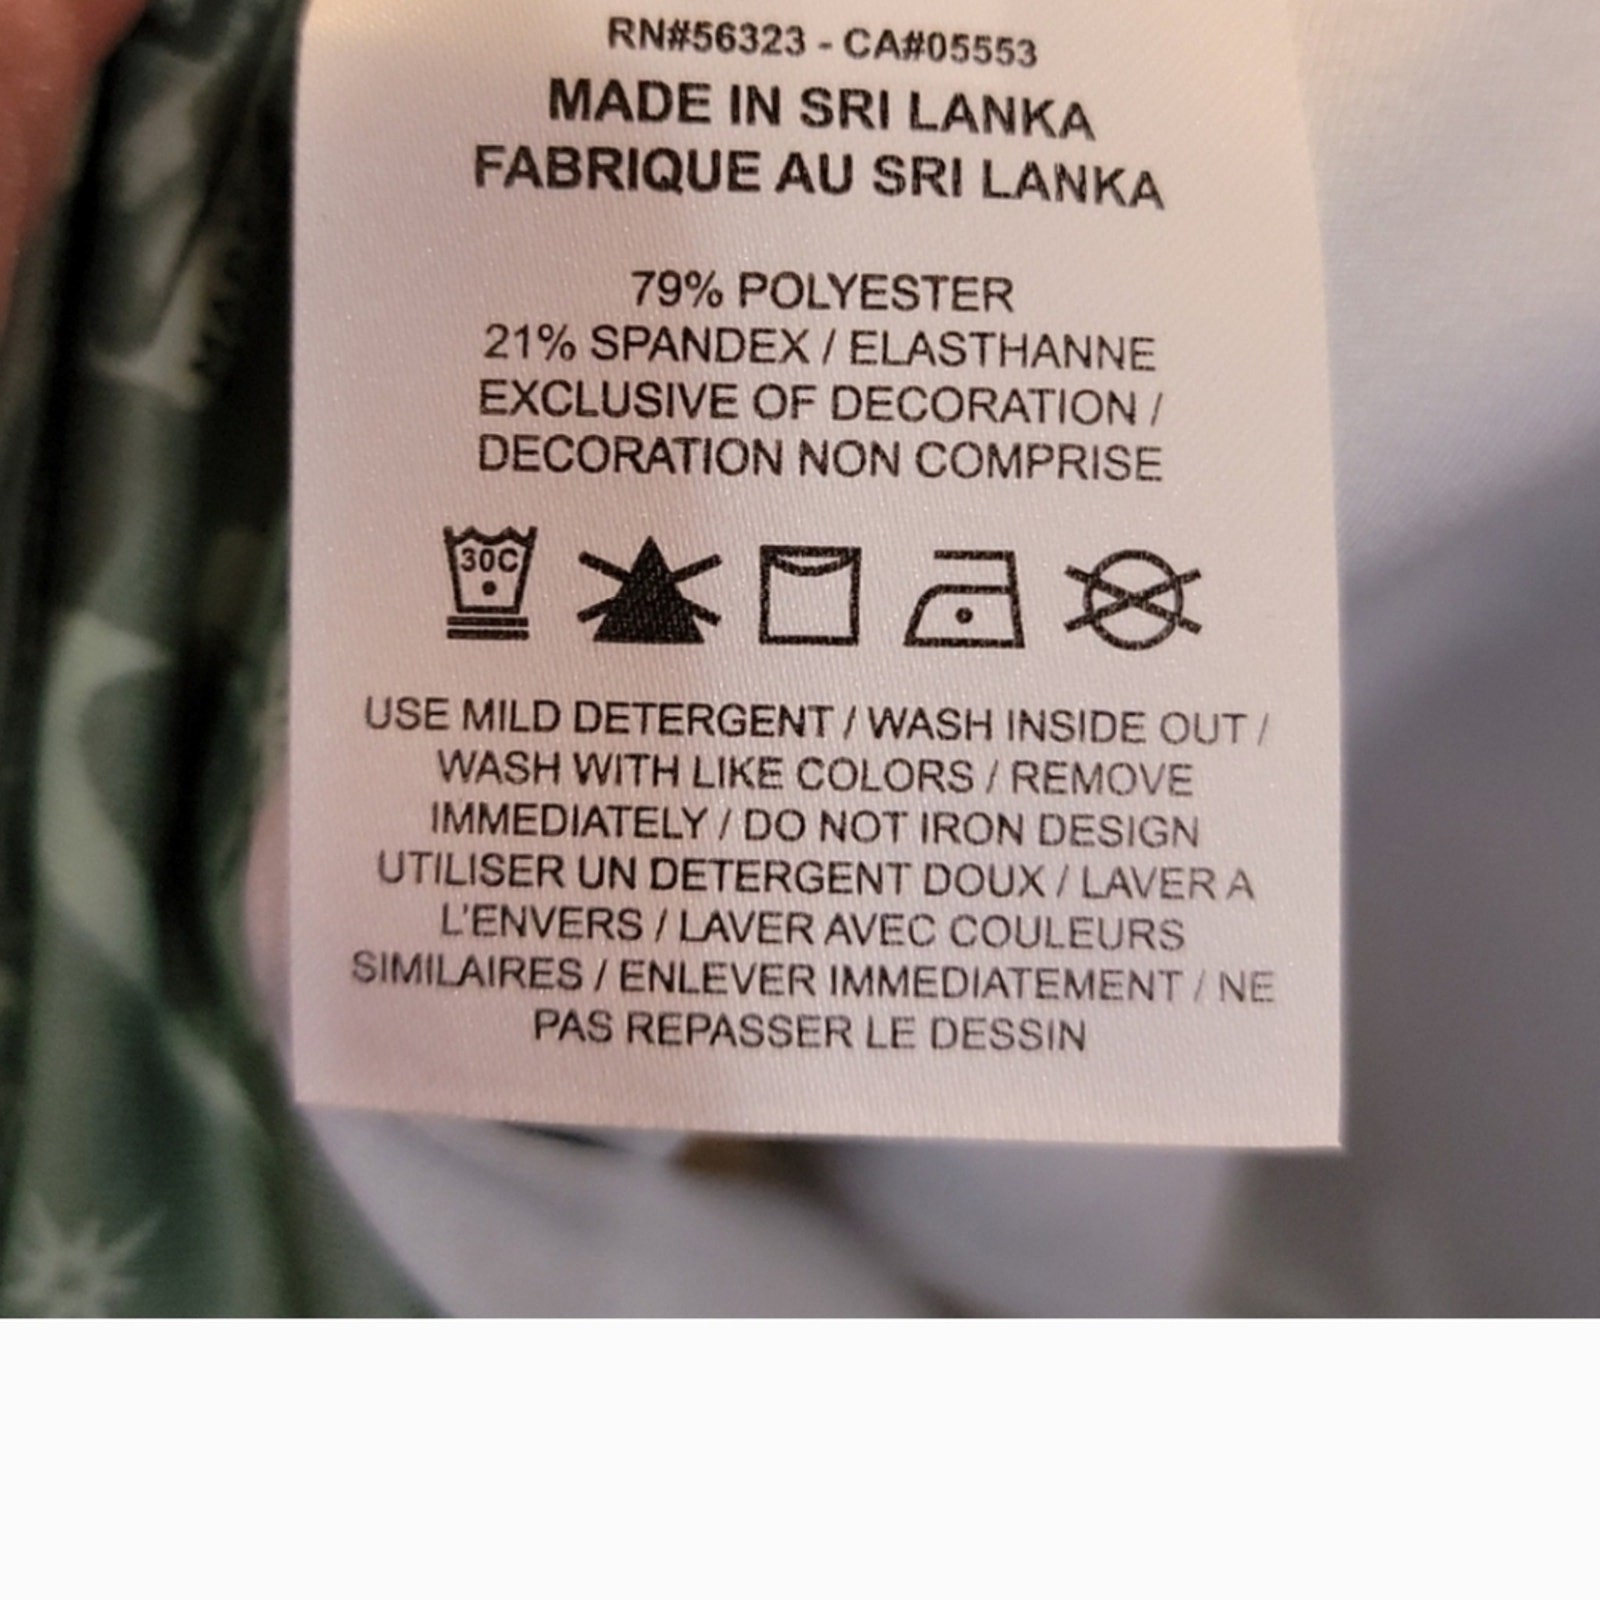 RN#56323 - CA#05553
MADE IN SRI LANKA
FABRIQUE AU SRI LANKA
79% POLYESTER
21% SPANDEX / ELASTHANNE
EXCLUSIVE OF DECORATION /
DECORATION NON COMPRISE
30C
USE MILD DETERGENT / WASH INSIDE OUT /
WASH WITH LIKE COLORS / REMOVE
IMMEDIATELY / DO NOT IRON DESIGN
UTILISER UN DETERGENT DOUX / LAVER A
L'ENVERS / LAVER AVEC COULEURS
SIMILAIRES / ENLEVER IMMEDIATEMENT / NE
PAS REPASSER LE DESSIN